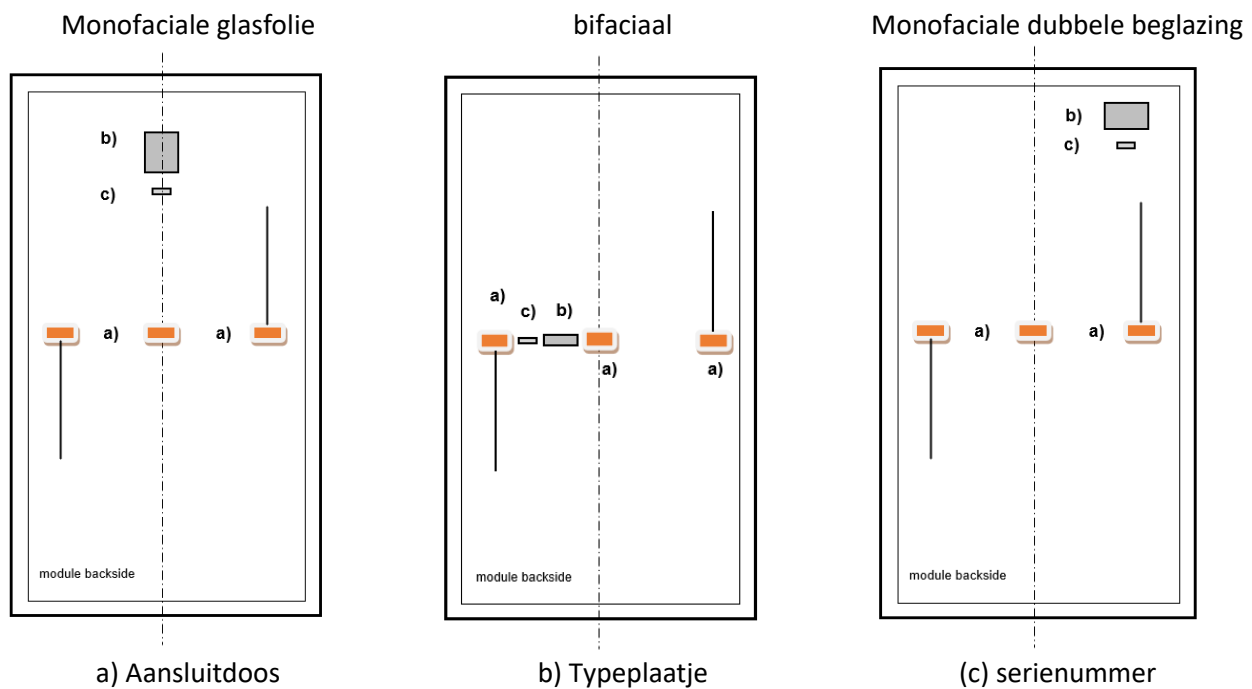 Monofaciale glasfolie
bifaciaal
Monofaciale dubbele beglazing
b)
c)
a)
a)
module backside
a)
c)
b)
a)
a)
module backside
b)
c)
a)
a)
module backside
a) Aansluitdoos
b) Typeplaatje
(c) serienummer